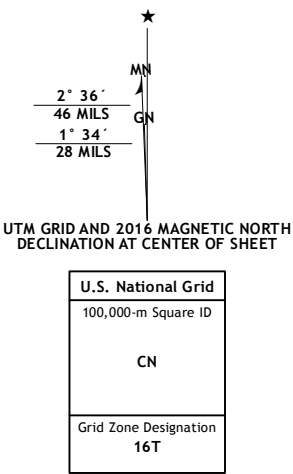 MN
2° 36´
46 MILS
GN
1° 34´
28 MILS
UTM GRID AND 2016 MAGNETIC NORTH
DECLINATION AT CENTER OF SHEET
U.S. National Grid
100,000-m Square ID
CN
Grid Zone Designation
16T